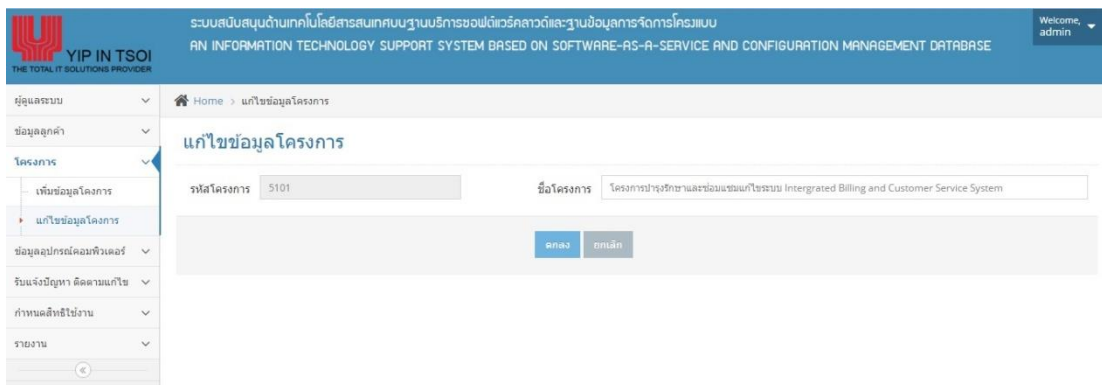 ระบบสนับสนุนด้านเทคโนโลยีสารสนเทศบนฐานบริการซอฟต์แวร์คลาวด์และฐานข้อมูลการจัดการโครงแบบ
AN INFORMATION TECHNOLOGY SUPPORT SYSTEM BASED ON SOFTWARE-AS-A-SERVICE AND CONFIGURATION MANAGEMENT DATABASE
Welcome,
admin
YIP IN TSOI
THE TOTAL IT SOLUTIONS PROVIDER
ผู้ดูแลระบบ
ข้อมูลลูกค้า
โครงการ
เพิ่มข้อมูลโคงการ
แก้ไขข้อมูลโคงการ
ข้อมูลอุปกรณ์คอมพิวเตอร์
รับแจ้งปัญหา ติดตามแก้ไข
กำหนดสิทธิใช้งาน
รายงาน
Home > แก้ไขข้อมูลโครงการ
แก้ไขข้อมูลโครงการ
รหัสโครงการ 5101
ชื่อโครงการ โครงการบำรุงรักษาและซ่อมแซมแก้ไขระบบ Intergrated Billing and Customer Service System
ตกลง ยกเลิก